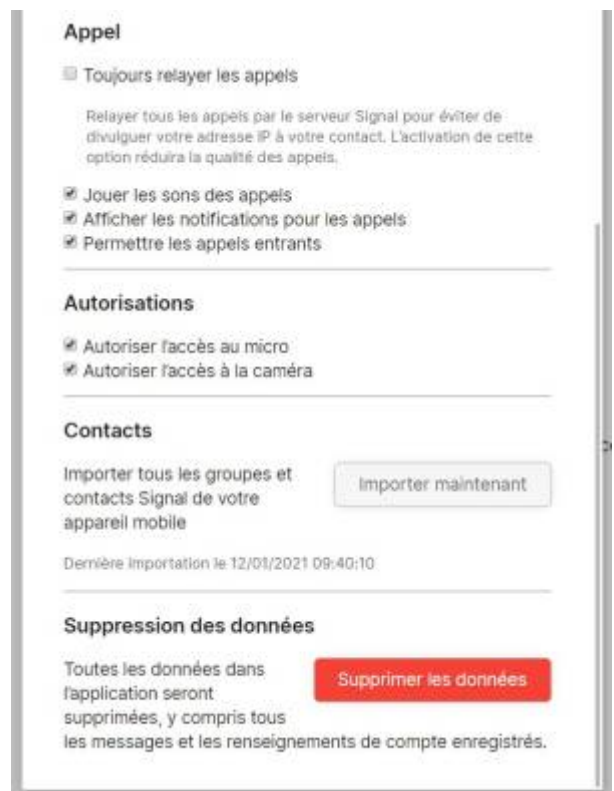 Appel
Toujours relayer les appels
Relayer tous les appels par le serveur Signal pour éviter de
divulguer votre adresse IP à votre contact. L'activation de cette
option réduira la qualité des appels.
Jouer les sons des appels
Afficher les notifications pour les appels
Permettre les appels entrants
Autorisations
Autoriser l'accès au micro
Autoriser l'accès à la caméra
Contacts
Importer tous les groupes et
contacts Signal de votre
appareil mobile
Importer maintenant
Dernière importation le 12/01/2021 09:40:10
Suppression des données
Toutes les données dans
l'application seront
supprimées, y compris tous
les messages et les renseignements de compte enregistrés.
Supprimer les données